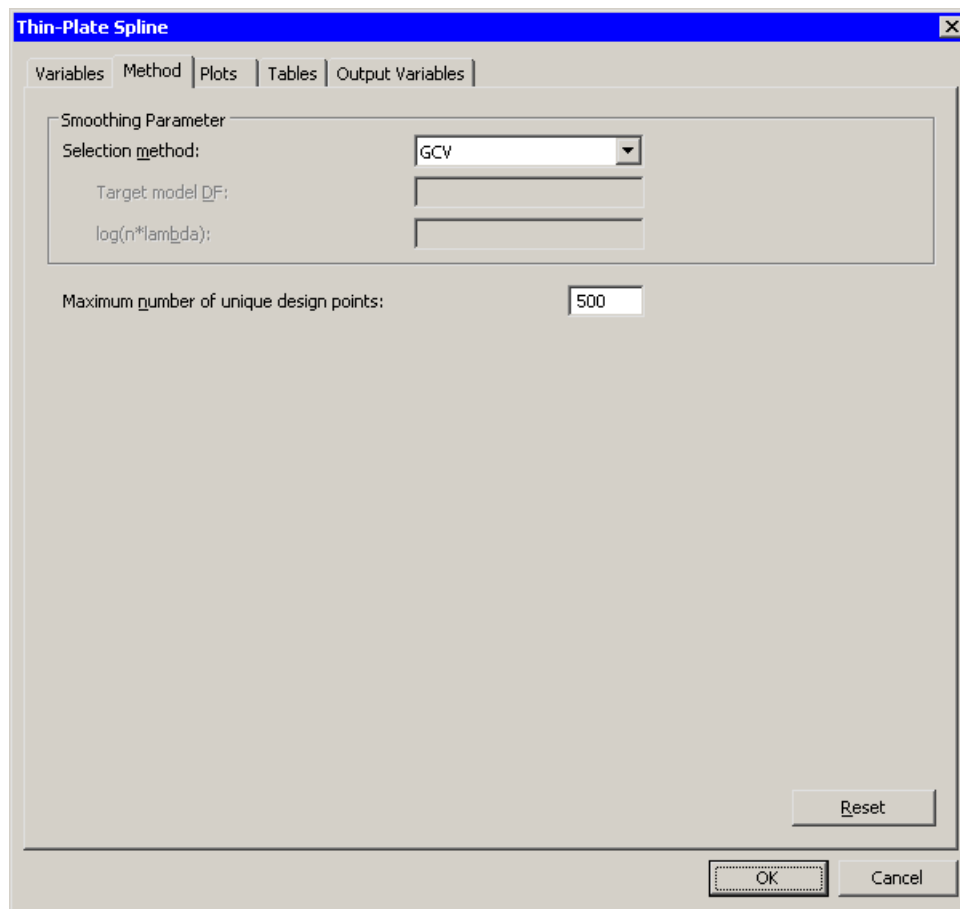 Thin-Plate Spline
Variables Method Plots Tables Output Variables
Smoothing Parameter
Selection method: GCV
Target model DF:
log(n*lambda):
Maximum number of unique design points: 500
Reset
OK Cancel